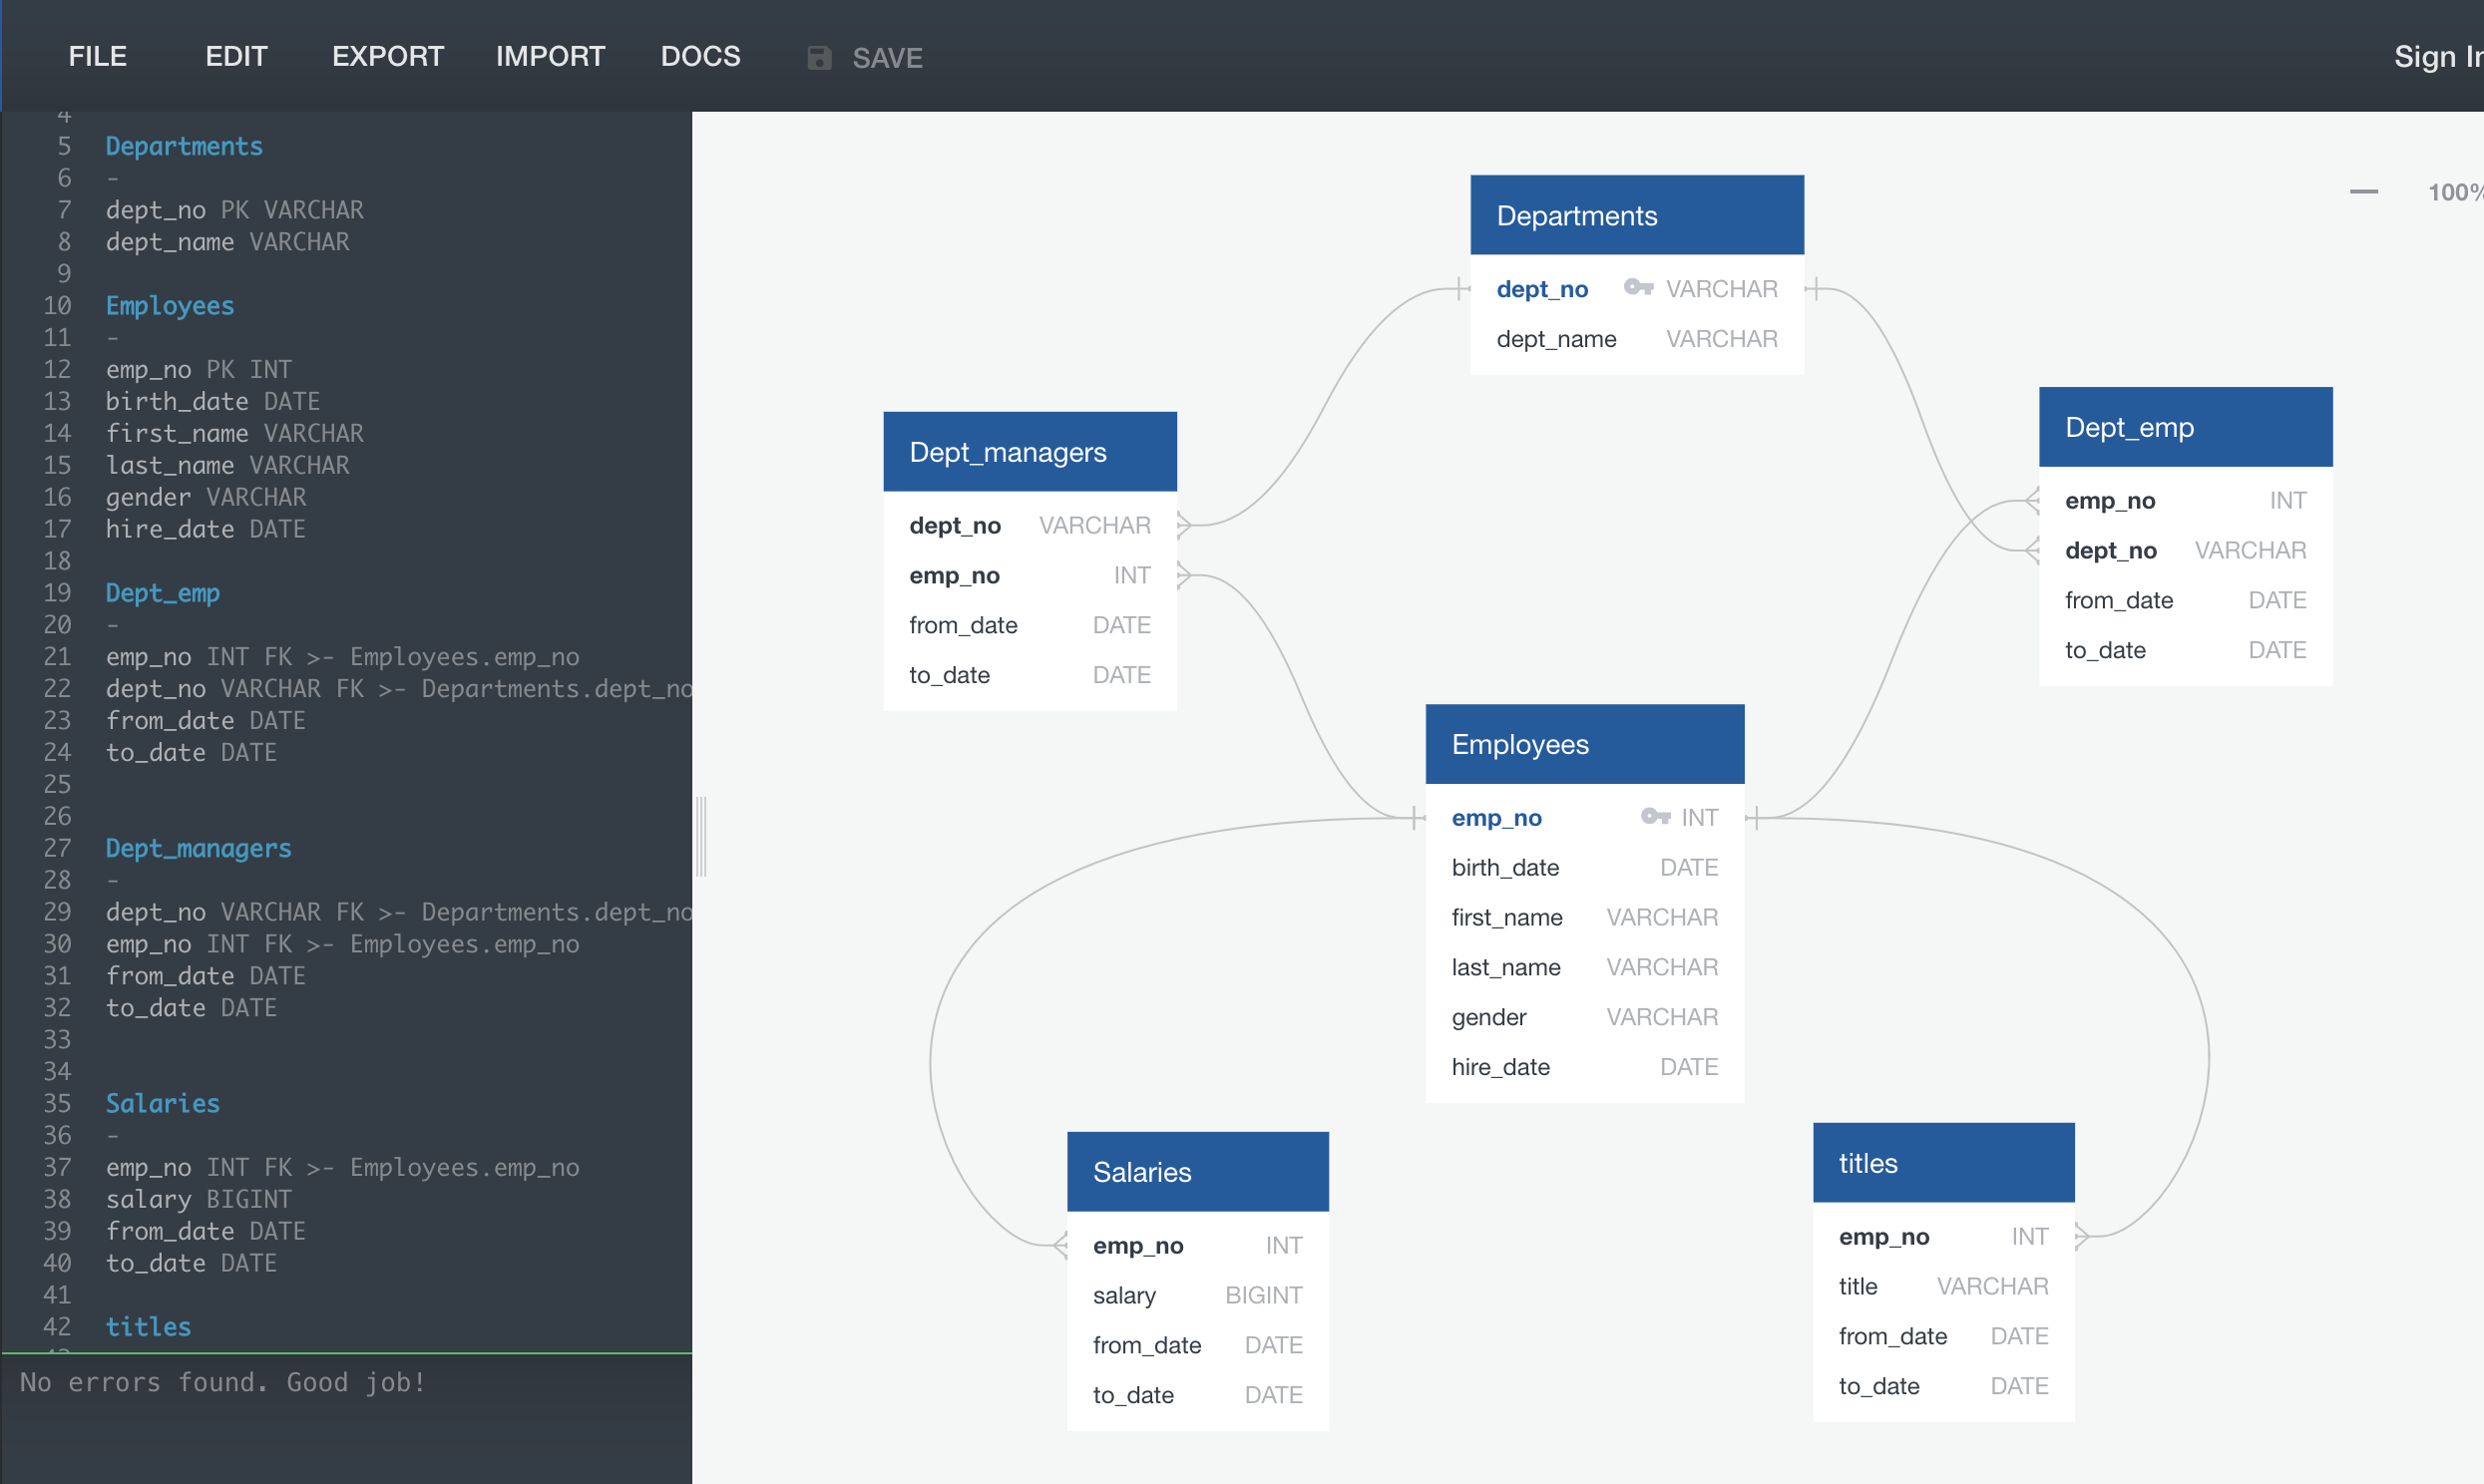 FILE EDIT EXPORT IMPORT DOCS SAVE
4
5 Departments
6 -
7 dept_no PK VARCHAR
8 dept_name VARCHAR
9
10 Employees
11 -
12 emp_no PK INT
13 birth_date DATE
14 first_name VARCHAR
15 last_name VARCHAR
16 gender VARCHAR
17 hire_date DATE
18
19 Dept_emp
20 -
21 emp_no INT FK >- Employees.emp_no
22 dept_no VARCHAR FK >- Departments.dept_no
23 from_date DATE
24 to_date DATE
25
26
27 Dept_managers
28 -
29 dept_no VARCHAR FK >- Departments.dept_no
30 emp_no INT FK >- Employees.emp_no
31 from_date DATE
32 to_date DATE
33
34
35 Salaries
36 -
37 emp_no INT FK >- Employees.emp_no
38 salary BIGINT
39 from_date DATE
40 to_date DATE
41
42 titles
No errors found. Good job!
Sign
100%
Departments
dept_no VARCHAR
dept_name VARCHAR
Dept_managers
dept_no VARCHAR
emp_no INT
from_date DATE
to_date DATE
Dept_emp
emp_no INT
dept_no VARCHAR
from_date DATE
to_date DATE
Employees
emp_no INT
birth_date DATE
first_name VARCHAR
last_name VARCHAR
gender VARCHAR
hire_date DATE
Salaries
emp_no INT
salary BIGINT
from_date DATE
to_date DATE
titles
emp_no INT
title VARCHAR
from_date DATE
to_date DATE